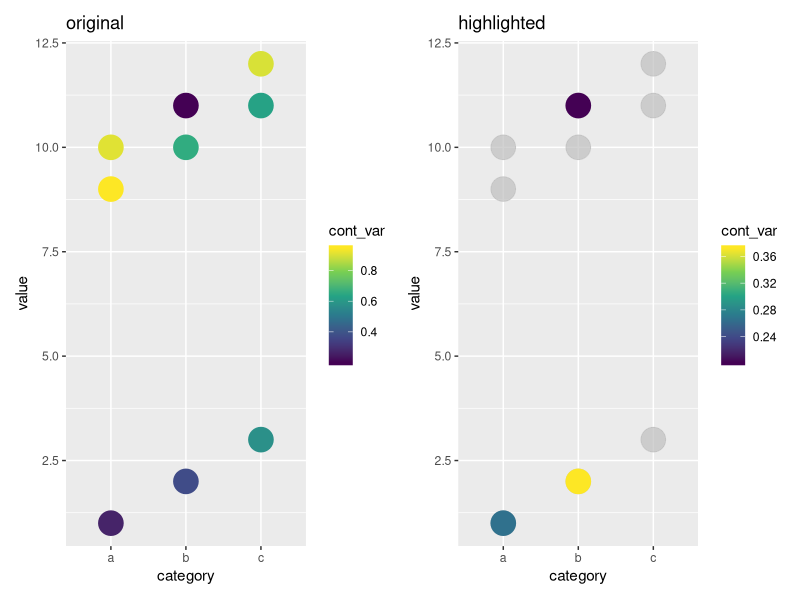 original
12.5
10.0
7.5
5.0
2.5
value
a
b
c
category
cont_var
0.8
0.6
0.4
highlighted
12.5
10.0
7.5
5.0
2.5
value
a
b
c
category
cont_var
0.36
0.32
0.28
0.24